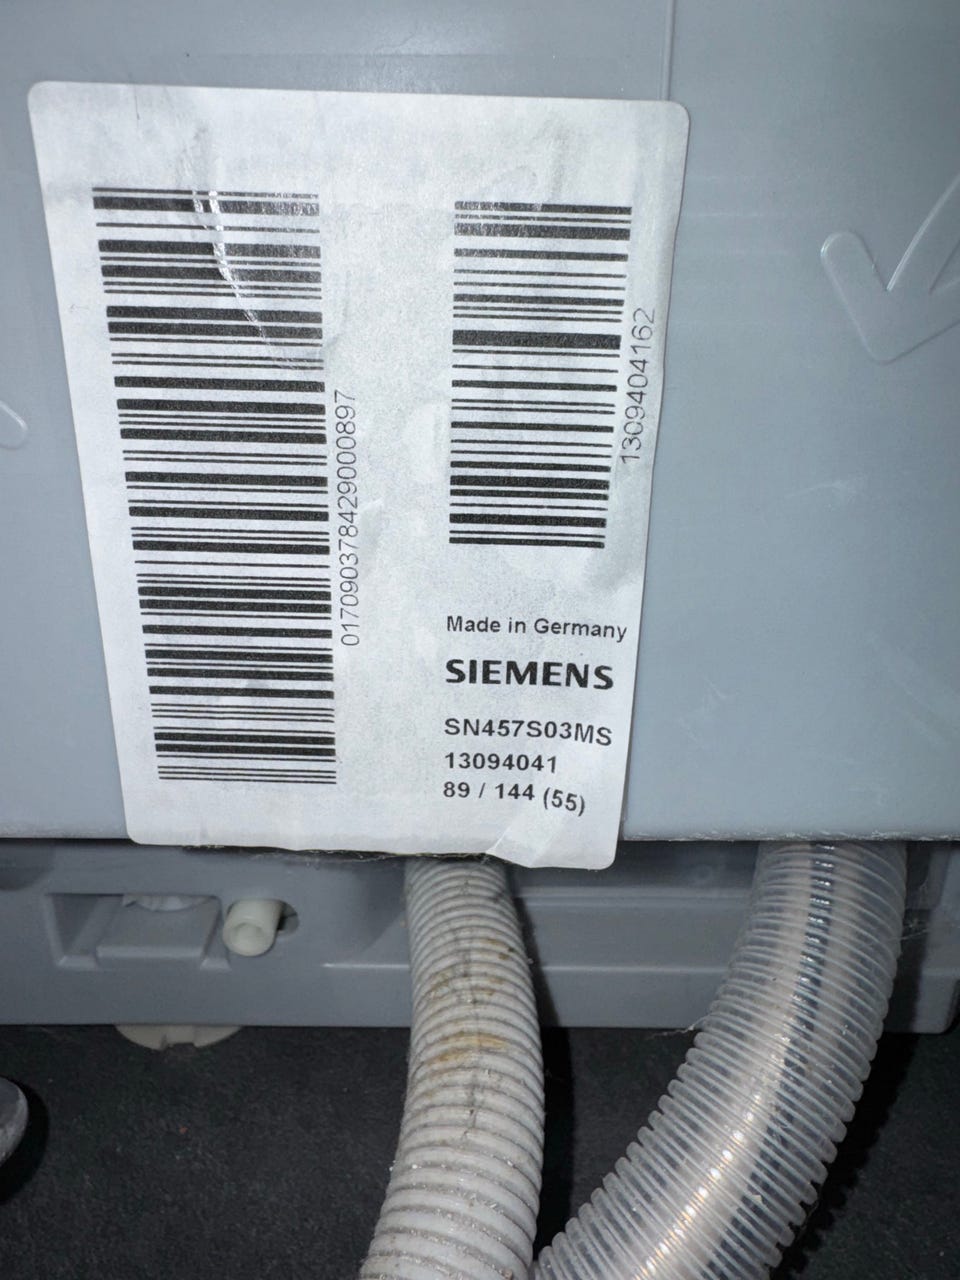 017090378429000897
1309404162
Made in Germany
SIEMENS
SN457S03MS
13094041
89 / 144 (55)